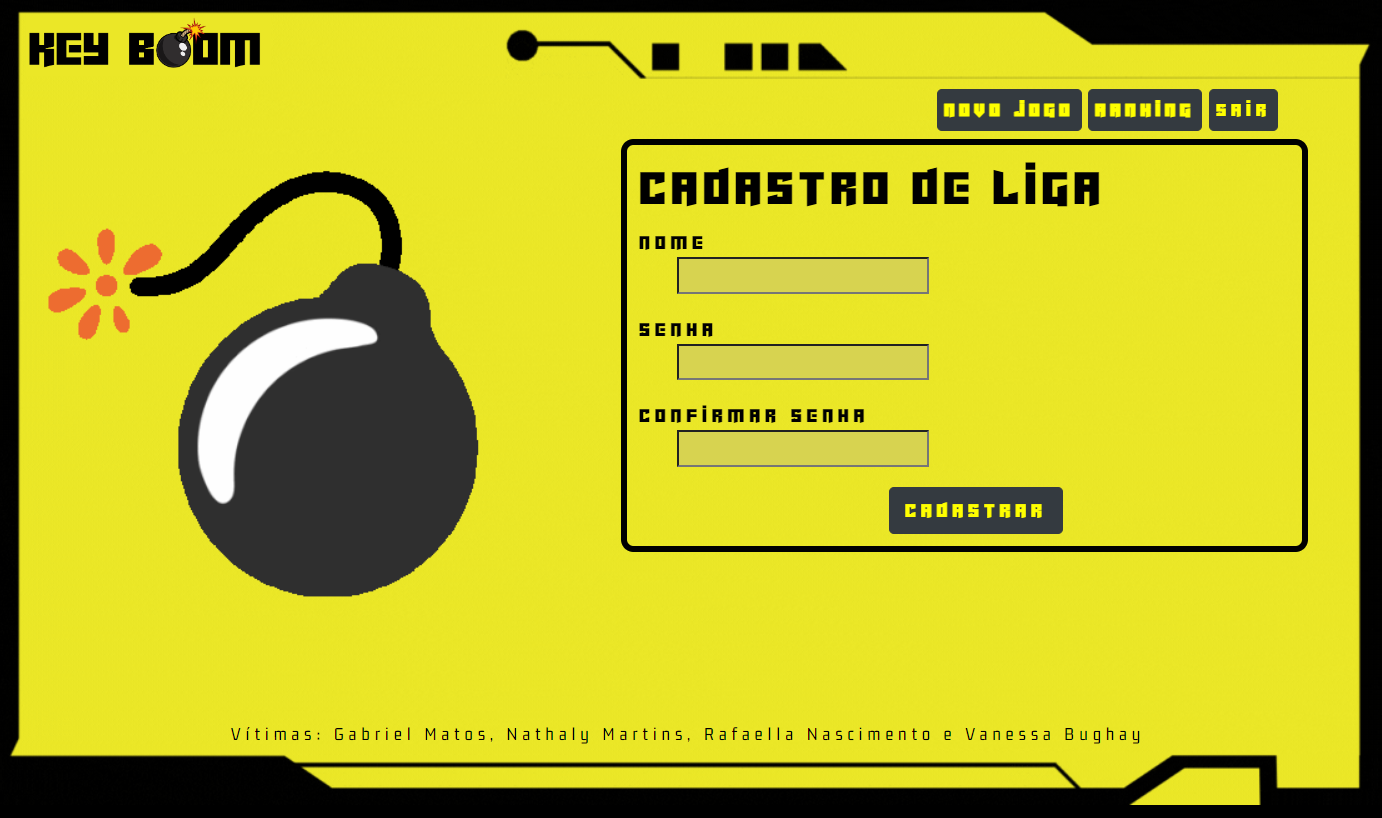 KEY BOOM
NOVO JOGO RANKING SAIR
CADASTRO DE LIGA
NOME
SENHA
CONFIRMAR SENHA
CADASTRAR
Vítimas: Gabriel Matos, Nathaly Martins, Rafaella Nascimento e Vanessa Bughay